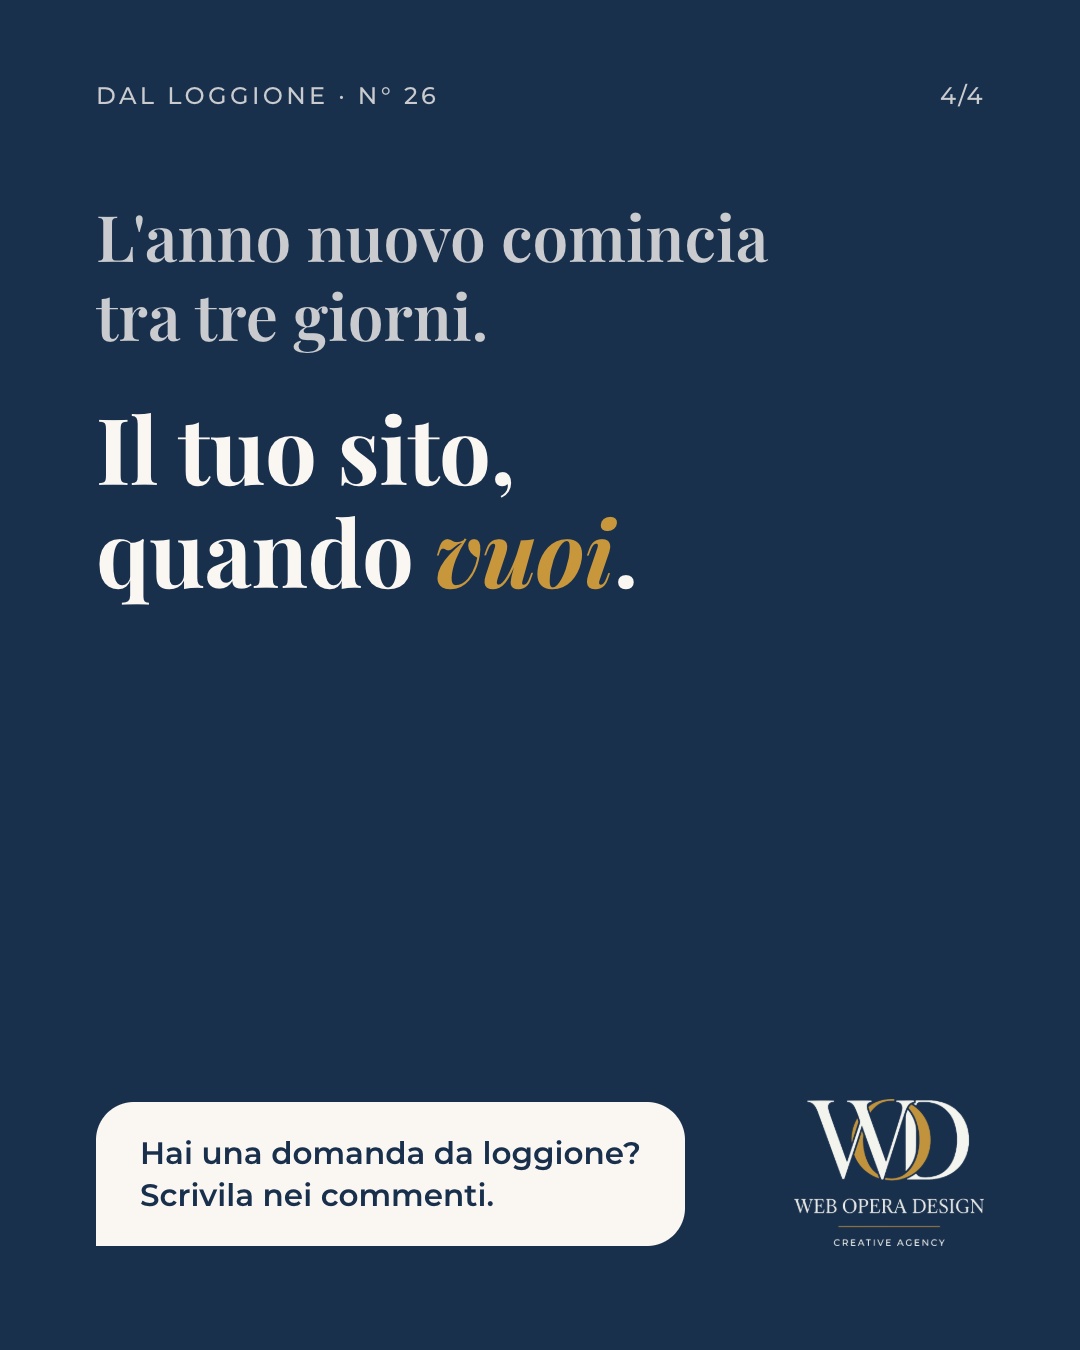 DAL LOGGIONE · N° 26
4/4
L'anno nuovo comincia
tra tre giorni.
Il tuo sito,
quando vuoi.
Hai una domanda da loggione?
Scrivila nei commenti.
WOD
WEB OPERA DESIGN
CREATIVE AGENCY